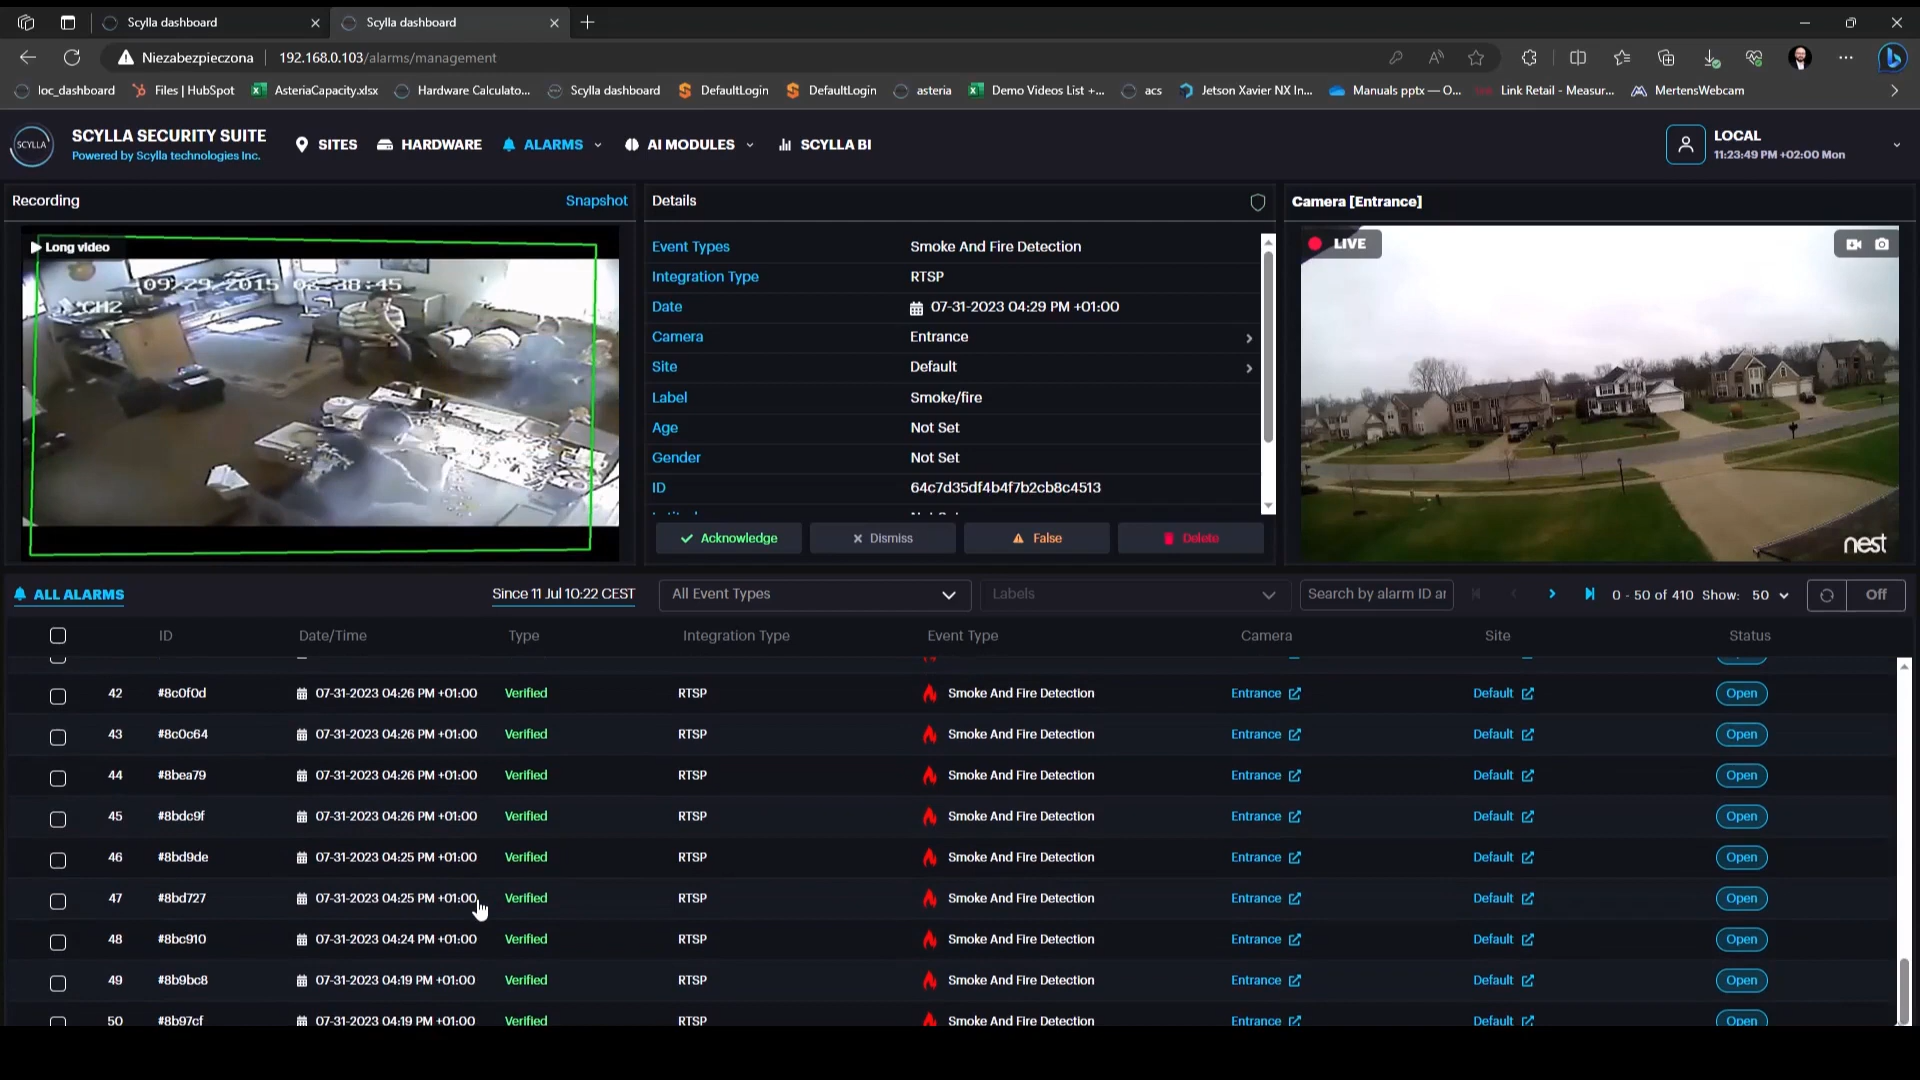 Scylla dashboard
Scylla dashboard
Niezabezpieczona
192.168.0.103/alarms/management
loc_dashboard
Files | HubSpot
AsteriaCapacity.xlsx
Hardware Calculato...
Scylla dashboard
DefaultLogin
DefaultLogin
asteria
Demo Videos List +...
acs
Jetson Xavier NX In...
Manuals pptx — O...
Link Retail - Measur...
MertensWebcam
SCYLLA
SCYLLA SECURITY SUITE
Powered by Scylla technologies Inc.
SITES
HARDWARE
ALARMS
AI MODULES
SCYLLA BI
LOCAL
11:23:49 PM +02:00 Mon
Recording
Snapshot
Long video
09-29-2015 02:38:45
CH2
Details
Event Types Smoke And Fire Detection
Integration Type RTSP
Date 07-31-2023 04:29 PM +01:00
Camera Entrance
Site Default
Label Smoke/fire
Age Not Set
Gender Not Set
ID 64c7d35df4b4f7b2cb8c4513
Acknowledge
Dismiss
False
Delete
Camera [Entrance]
LIVE
nest
ALL ALARMS
Since 11 Jul 10:22 CEST
All Event Types
Labels
Search by alarm ID
0 - 50 of 410 Show: 50
Off
ID Date/Time Type Integration Type Event Type Camera Site Status
42 #8c0f0d 07-31-2023 04:26 PM +01:00 Verified RTSP Smoke And Fire Detection Entrance Default Open
43 #8c0c64 07-31-2023 04:26 PM +01:00 Verified RTSP Smoke And Fire Detection Entrance Default Open
44 #8bea79 07-31-2023 04:26 PM +01:00 Verified RTSP Smoke And Fire Detection Entrance Default Open
45 #8bdc9f 07-31-2023 04:26 PM +01:00 Verified RTSP Smoke And Fire Detection Entrance Default Open
46 #8bd9de 07-31-2023 04:25 PM +01:00 Verified RTSP Smoke And Fire Detection Entrance Default Open
47 #8bd727 07-31-2023 04:25 PM +01:00 Verified RTSP Smoke And Fire Detection Entrance Default Open
48 #8bc910 07-31-2023 04:24 PM +01:00 Verified RTSP Smoke And Fire Detection Entrance Default Open
49 #8b9bc8 07-31-2023 04:19 PM +01:00 Verified RTSP Smoke And Fire Detection Entrance Default Open
50 #8b97cf 07-31-2023 04:19 PM +01:00 Verified RTSP Smoke And Fire Detection Entrance Default Open